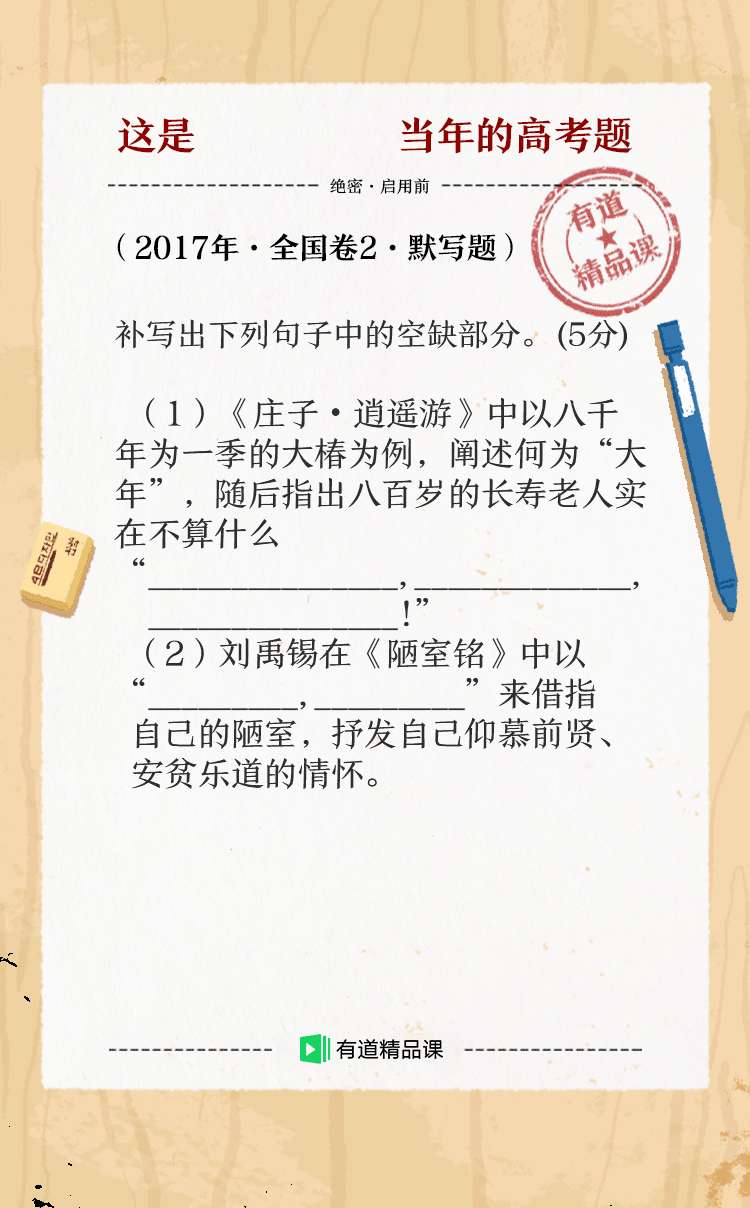 这是 当年的高考题
绝密·启用前
有道
精品课
（2017年·全国卷2·默写题）
补写出下列句子中的空缺部分。(5分)
（1）《庄子·逍遥游》中以八千
年为一季的大椿为例，阐述何为“大
年”，随后指出八百岁的长寿老人实
在不算什么
“_______________,_____________,
_______________!”
（2）刘禹锡在《陋室铭》中以
“_________,_________”来借指
自己的陋室，抒发自己仰慕前贤、
安贫乐道的情怀。
有道精品课